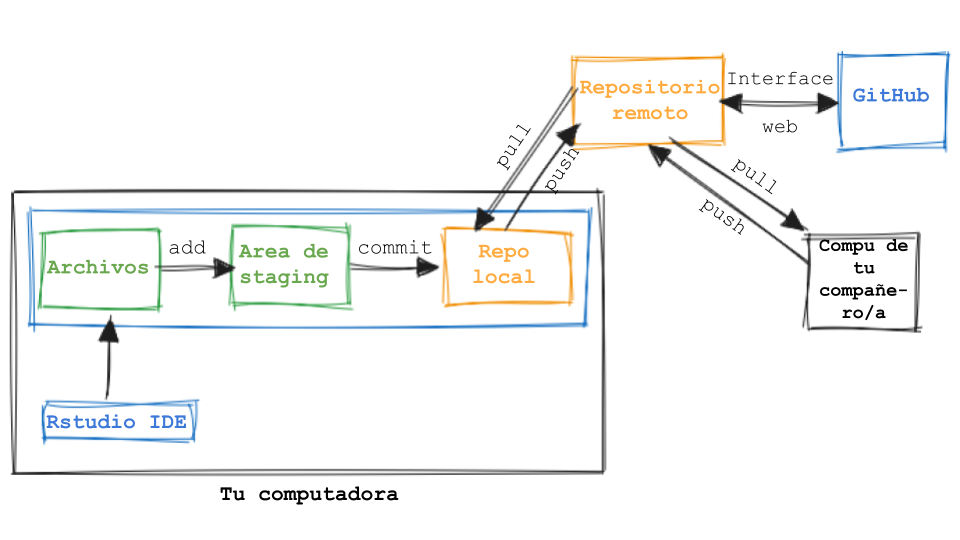 Repositorio
remoto
Interface
web
GitHub
pull
push
pull
push
Archivos
add
Area de
staging
commit
Repo
local
Compu de
tu
compañe-
ro/a
Rstudio IDE
Tu computadora